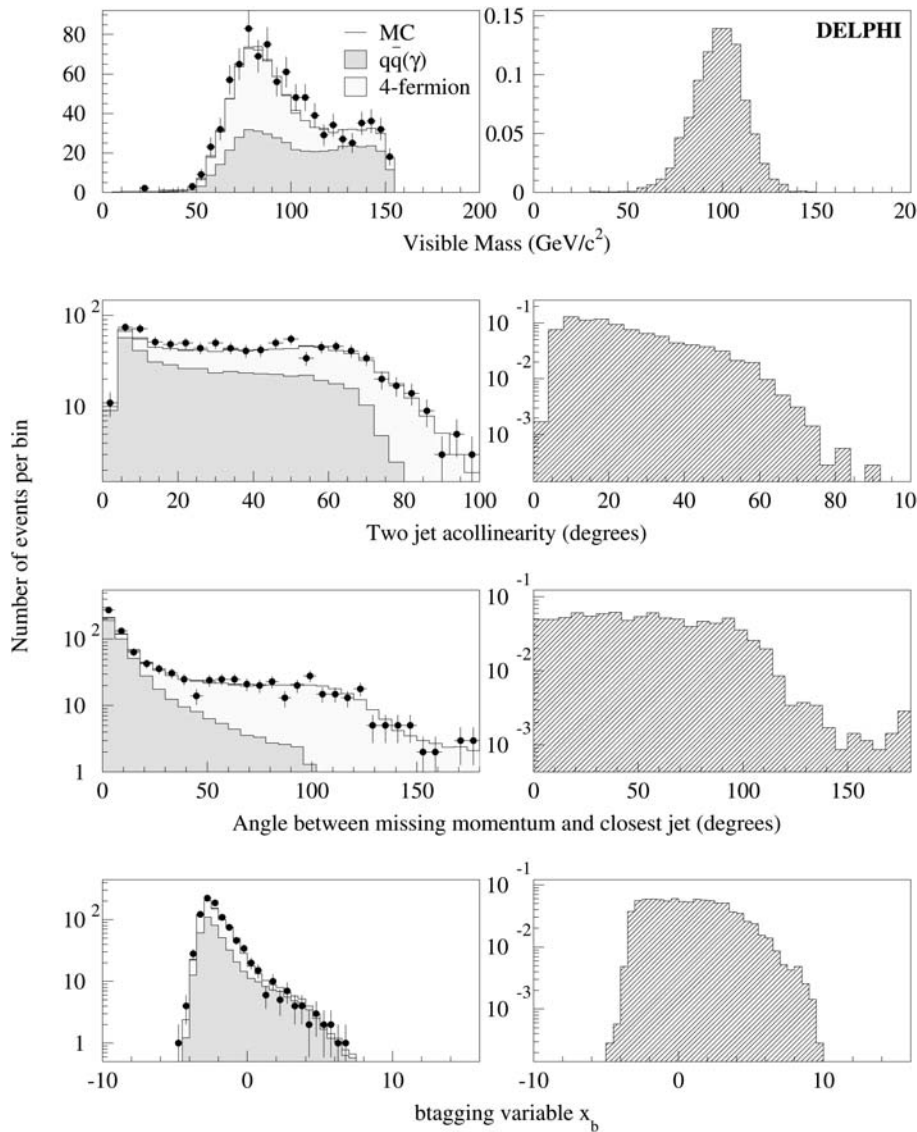 DELPHI
MC
qq̄(γ)
4-fermion
80
60
40
20
0
0 50 100 150 200
0.15
0.1
0.05
0
0 50 100 150 20
Visible Mass (GeV/c²)
Number of events per bin
10²
10
0 20 40 60 80 100
10⁻¹
10⁻²
10⁻³
0 20 40 60 80 10
Two jet acollinearity (degrees)
10²
10
1
0 50 100 150
10⁻¹
10⁻²
10⁻³
0 50 100 150
Angle between missing momentum and closest jet (degrees)
10²
10
1
-10 0 10
10⁻¹
10⁻²
10⁻³
-10 0 10
btagging variable x_b